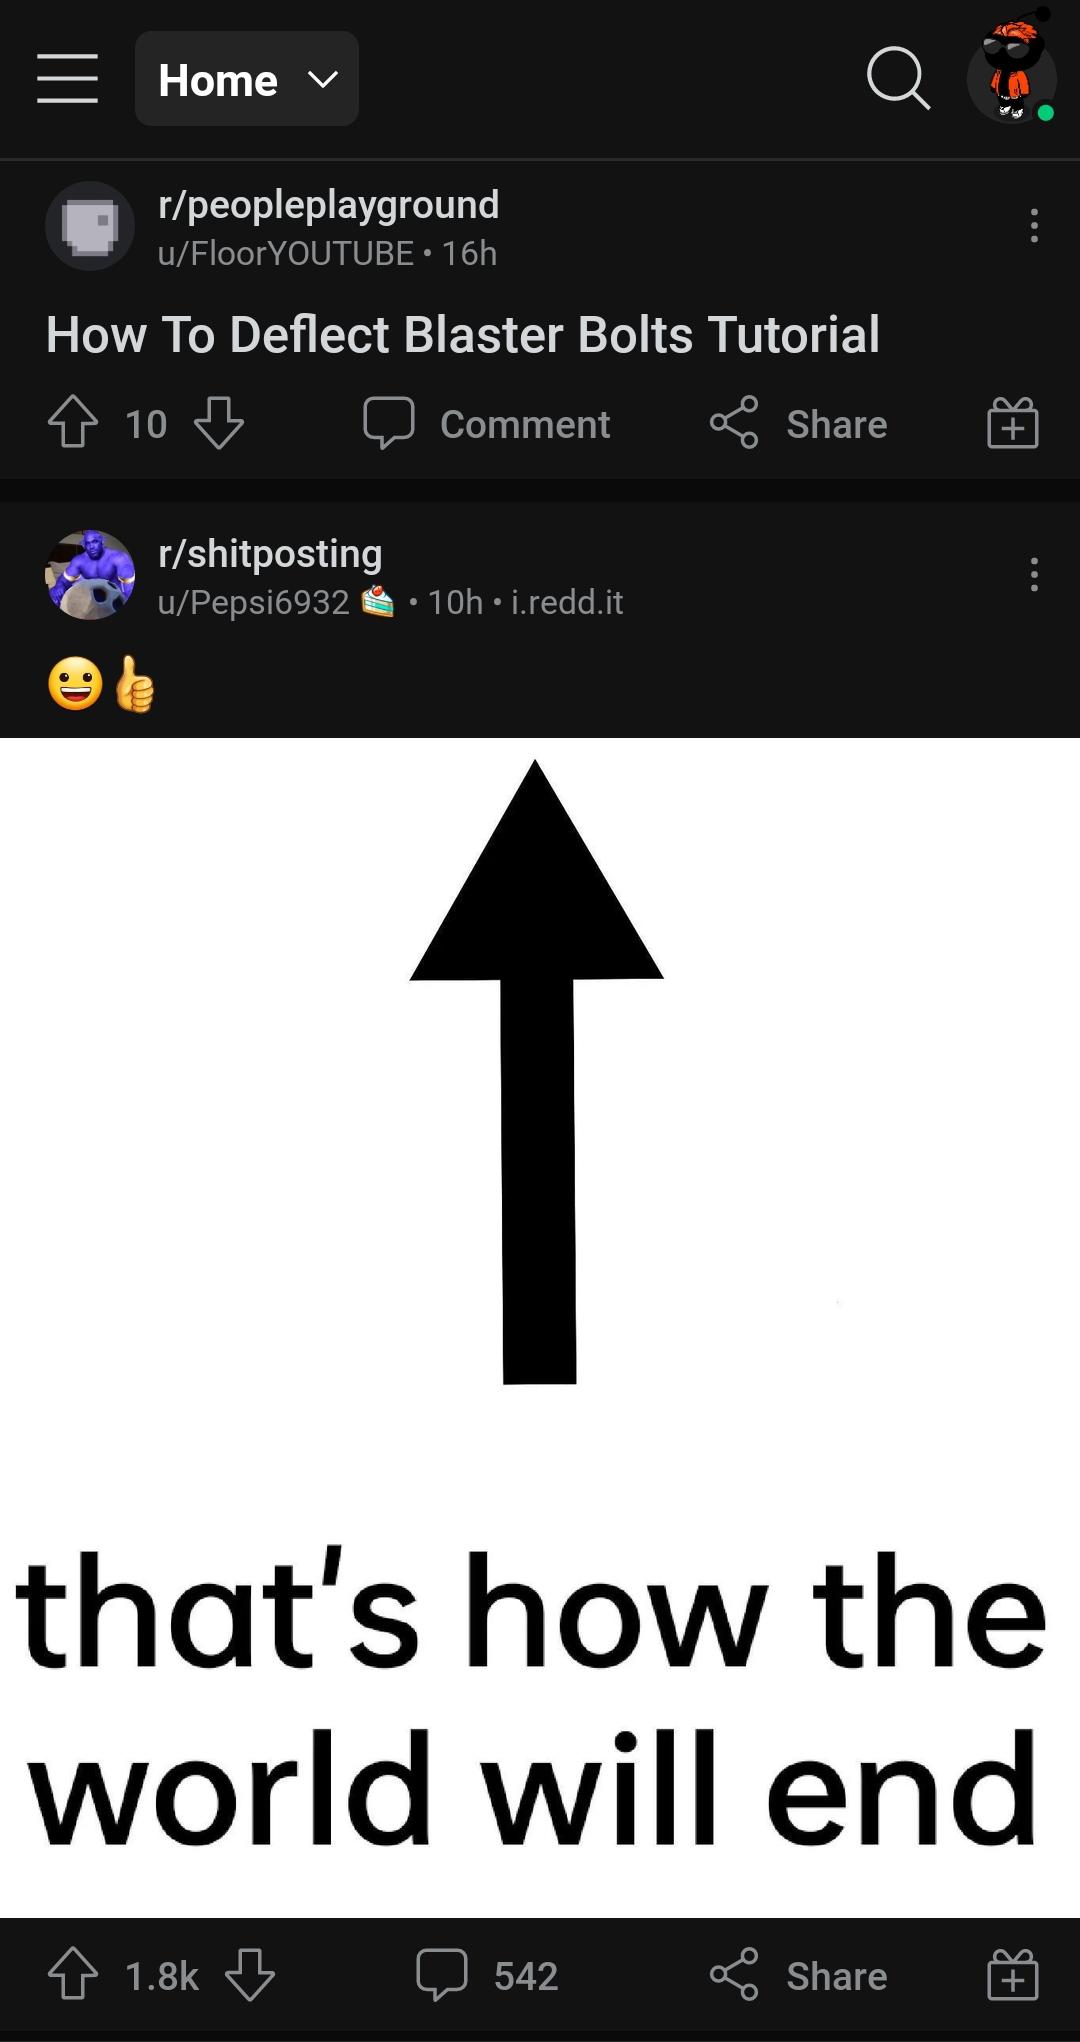 Home
r/peopleplayground
u/FloorYOUTUBE • 16h
How To Deflect Blaster Bolts Tutorial
10 Comment Share
r/shitposting
u/Pepsi6932 🍰 • 10h • i.redd.it
😀👍
that's how the
world will end
1.8k 542 Share